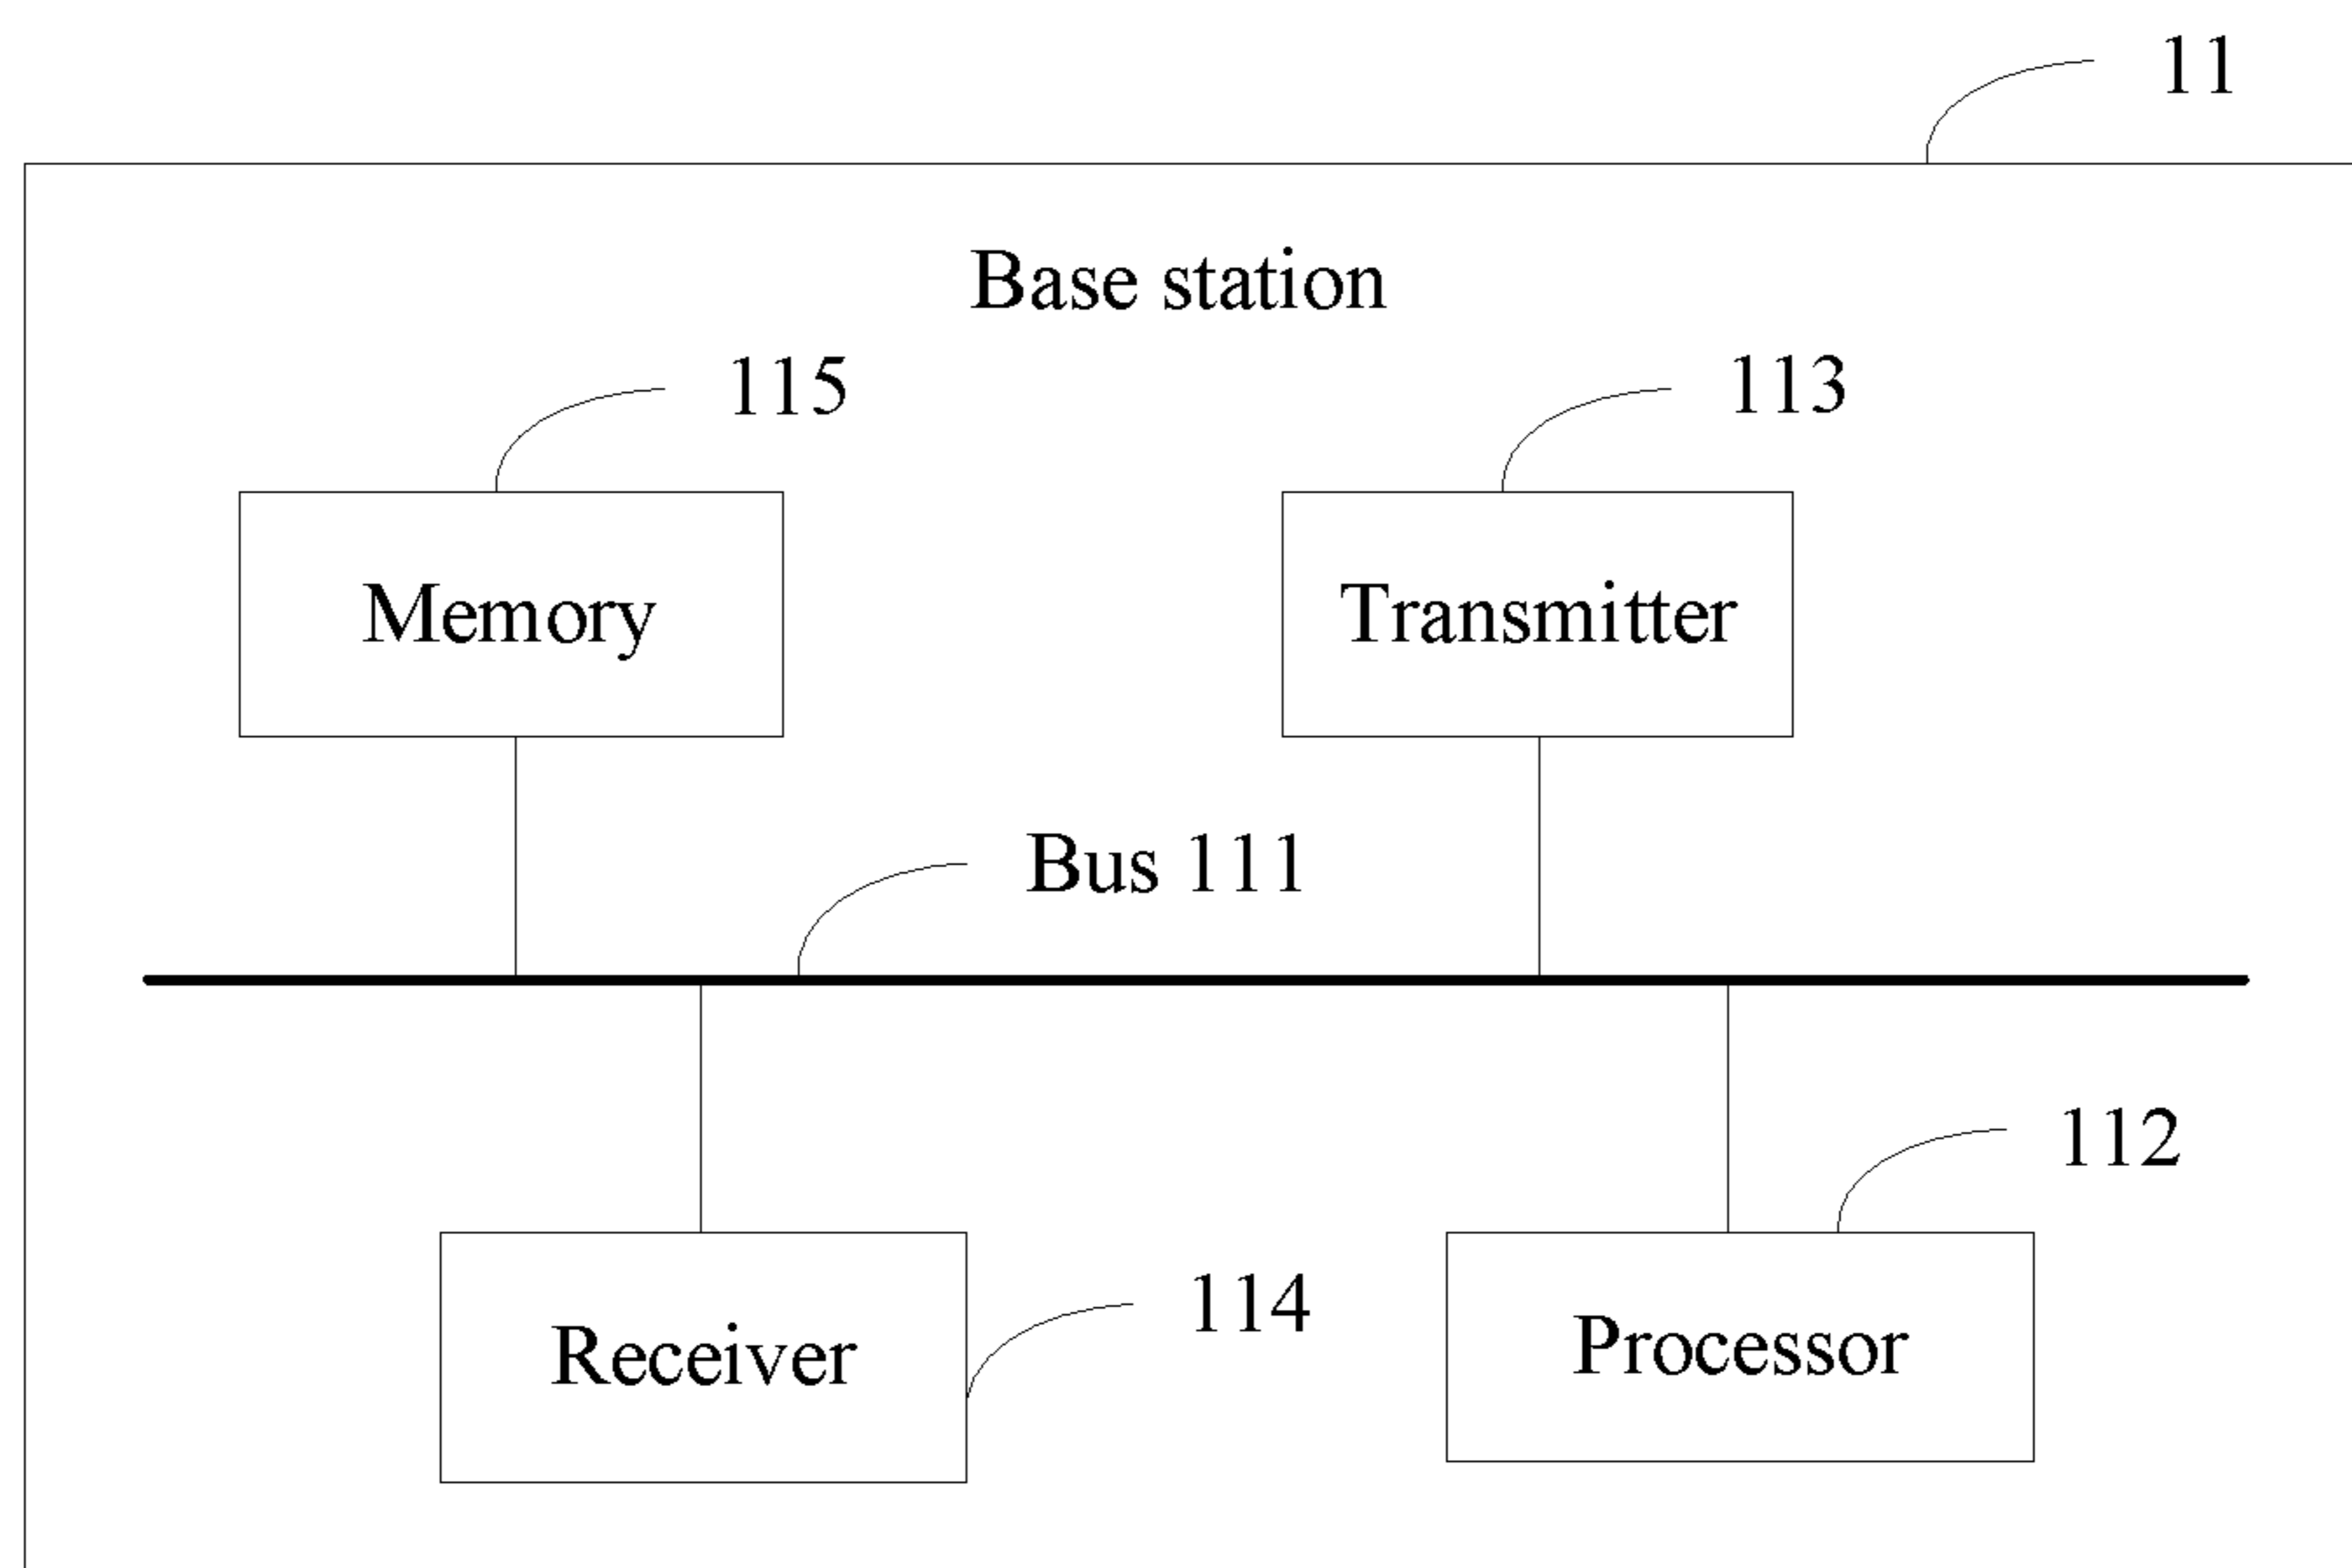 11
Base station
115
113
Memory
Transmitter
Bus 111
112
114
Receiver
Processor